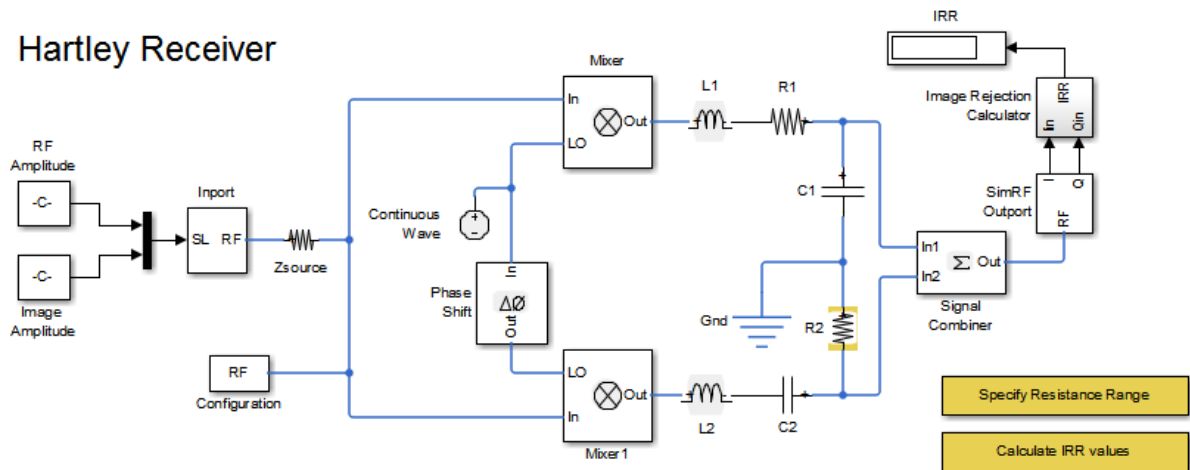 Hartley Receiver
IRR
Mixer
In
LO
Out
L1
R1
Image Rejection
Calculator
IRR
Iin
Qin
RF
Amplitude
-C-
Inport
SL
RF
Zsource
Continuous
Wave
C1
SimRF
Outport
I
Q
RF
-C-
Image
Amplitude
Phase
Shift
In
ΔØ
Out
In1
In2
Σ
Out
Signal
Combiner
Gnd
R2
RF
Configuration
LO
In
Out
Mixer1
L2
C2
Specify Resistance Range
Calculate IRR values